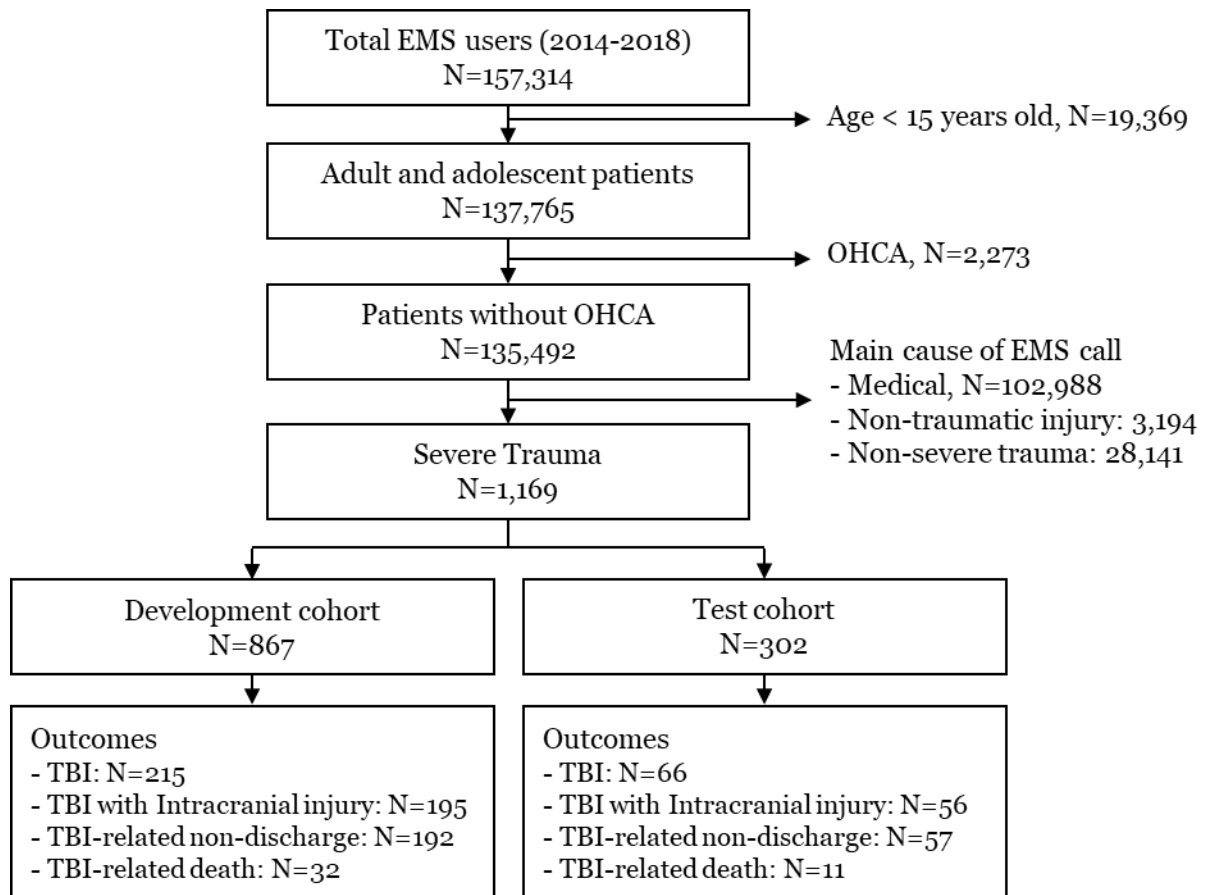 Total EMS users (2014-2018)
N=157,314
Age < 15 years old, N=19,369
Adult and adolescent patients
N=137,765
OHCA, N=2,273
Patients without OHCA
N=135,492
Main cause of EMS call
- Medical, N=102,988
- Non-traumatic injury: 3,194
- Non-severe trauma: 28,141
Severe Trauma
N=1,169
Development cohort
N=867
Test cohort
N=302
Outcomes
- TBI: N=215
- TBI with Intracranial injury: N=195
- TBI-related non-discharge: N=192
- TBI-related death: N=32
Outcomes
- TBI: N=66
- TBI with Intracranial injury: N=56
- TBI-related non-discharge: N=57
- TBI-related death: N=11